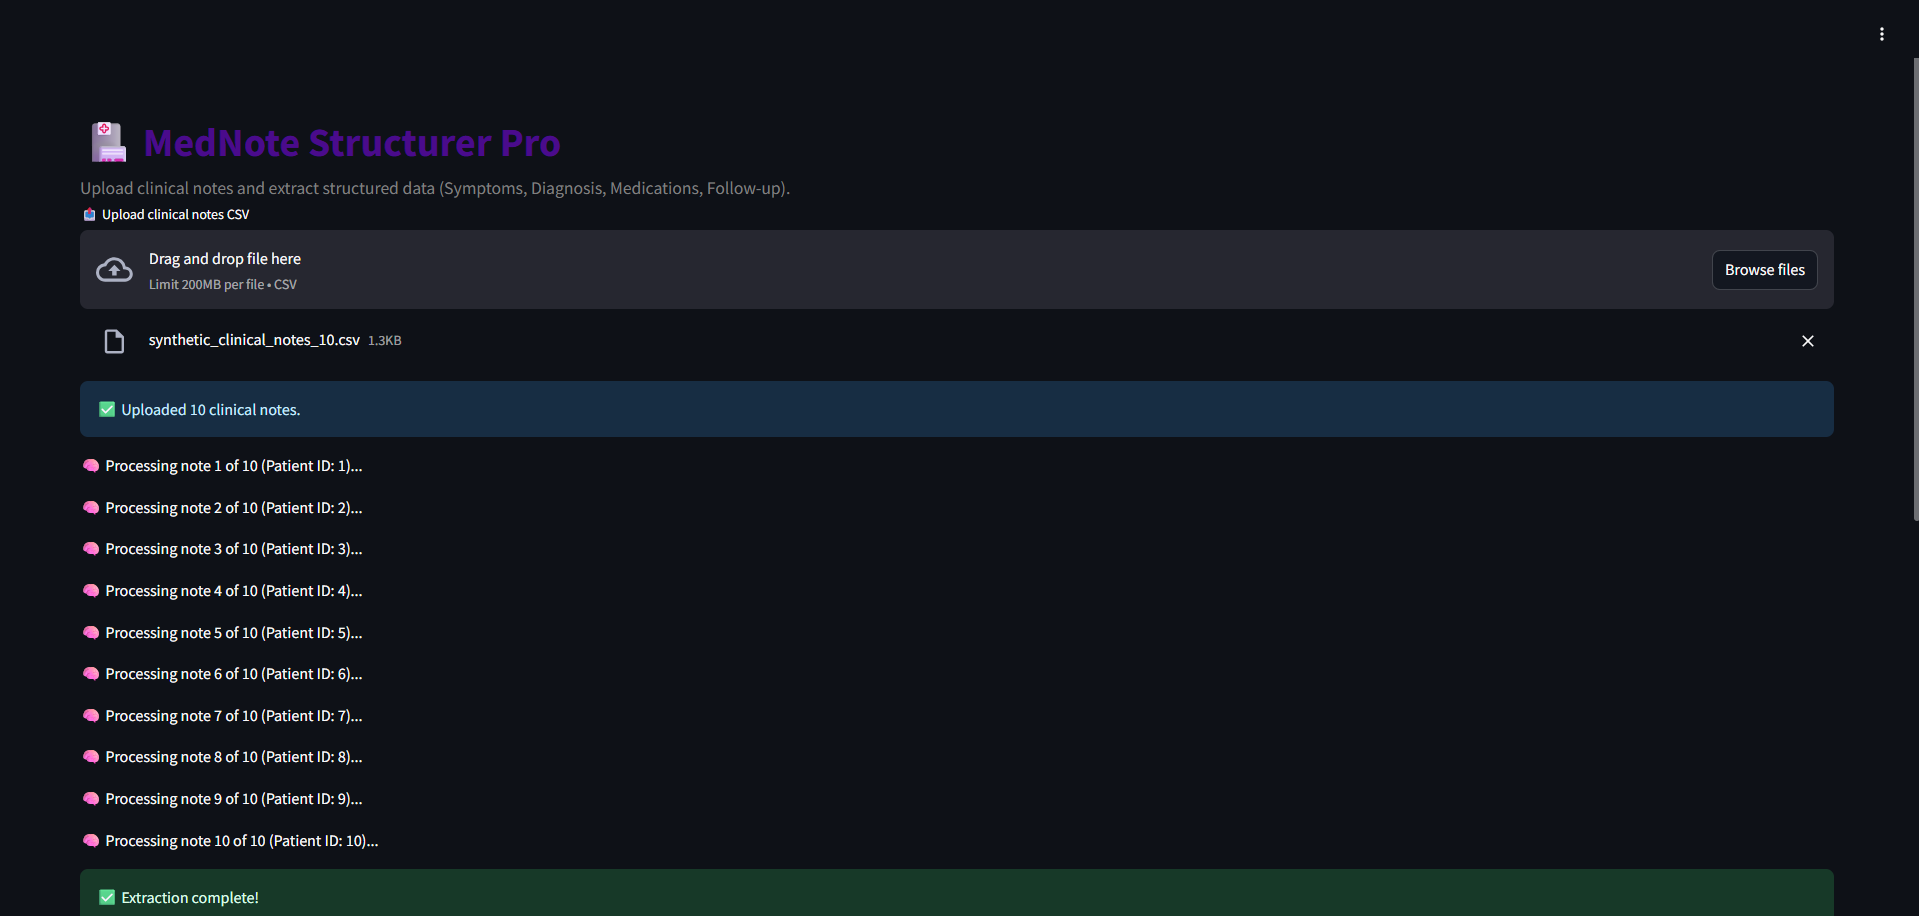 MedNote Structurer Pro
Upload clinical notes and extract structured data (Symptoms, Diagnosis, Medications, Follow-up).
Upload clinical notes CSV
Drag and drop file here
Limit 200MB per file • CSV
Browse files
synthetic_clinical_notes_10.csv 1.3KB
✅ Uploaded 10 clinical notes.
🧠 Processing note 1 of 10 (Patient ID: 1)...
🧠 Processing note 2 of 10 (Patient ID: 2)...
🧠 Processing note 3 of 10 (Patient ID: 3)...
🧠 Processing note 4 of 10 (Patient ID: 4)...
🧠 Processing note 5 of 10 (Patient ID: 5)...
🧠 Processing note 6 of 10 (Patient ID: 6)...
🧠 Processing note 7 of 10 (Patient ID: 7)...
🧠 Processing note 8 of 10 (Patient ID: 8)...
🧠 Processing note 9 of 10 (Patient ID: 9)...
🧠 Processing note 10 of 10 (Patient ID: 10)...
✅ Extraction complete!